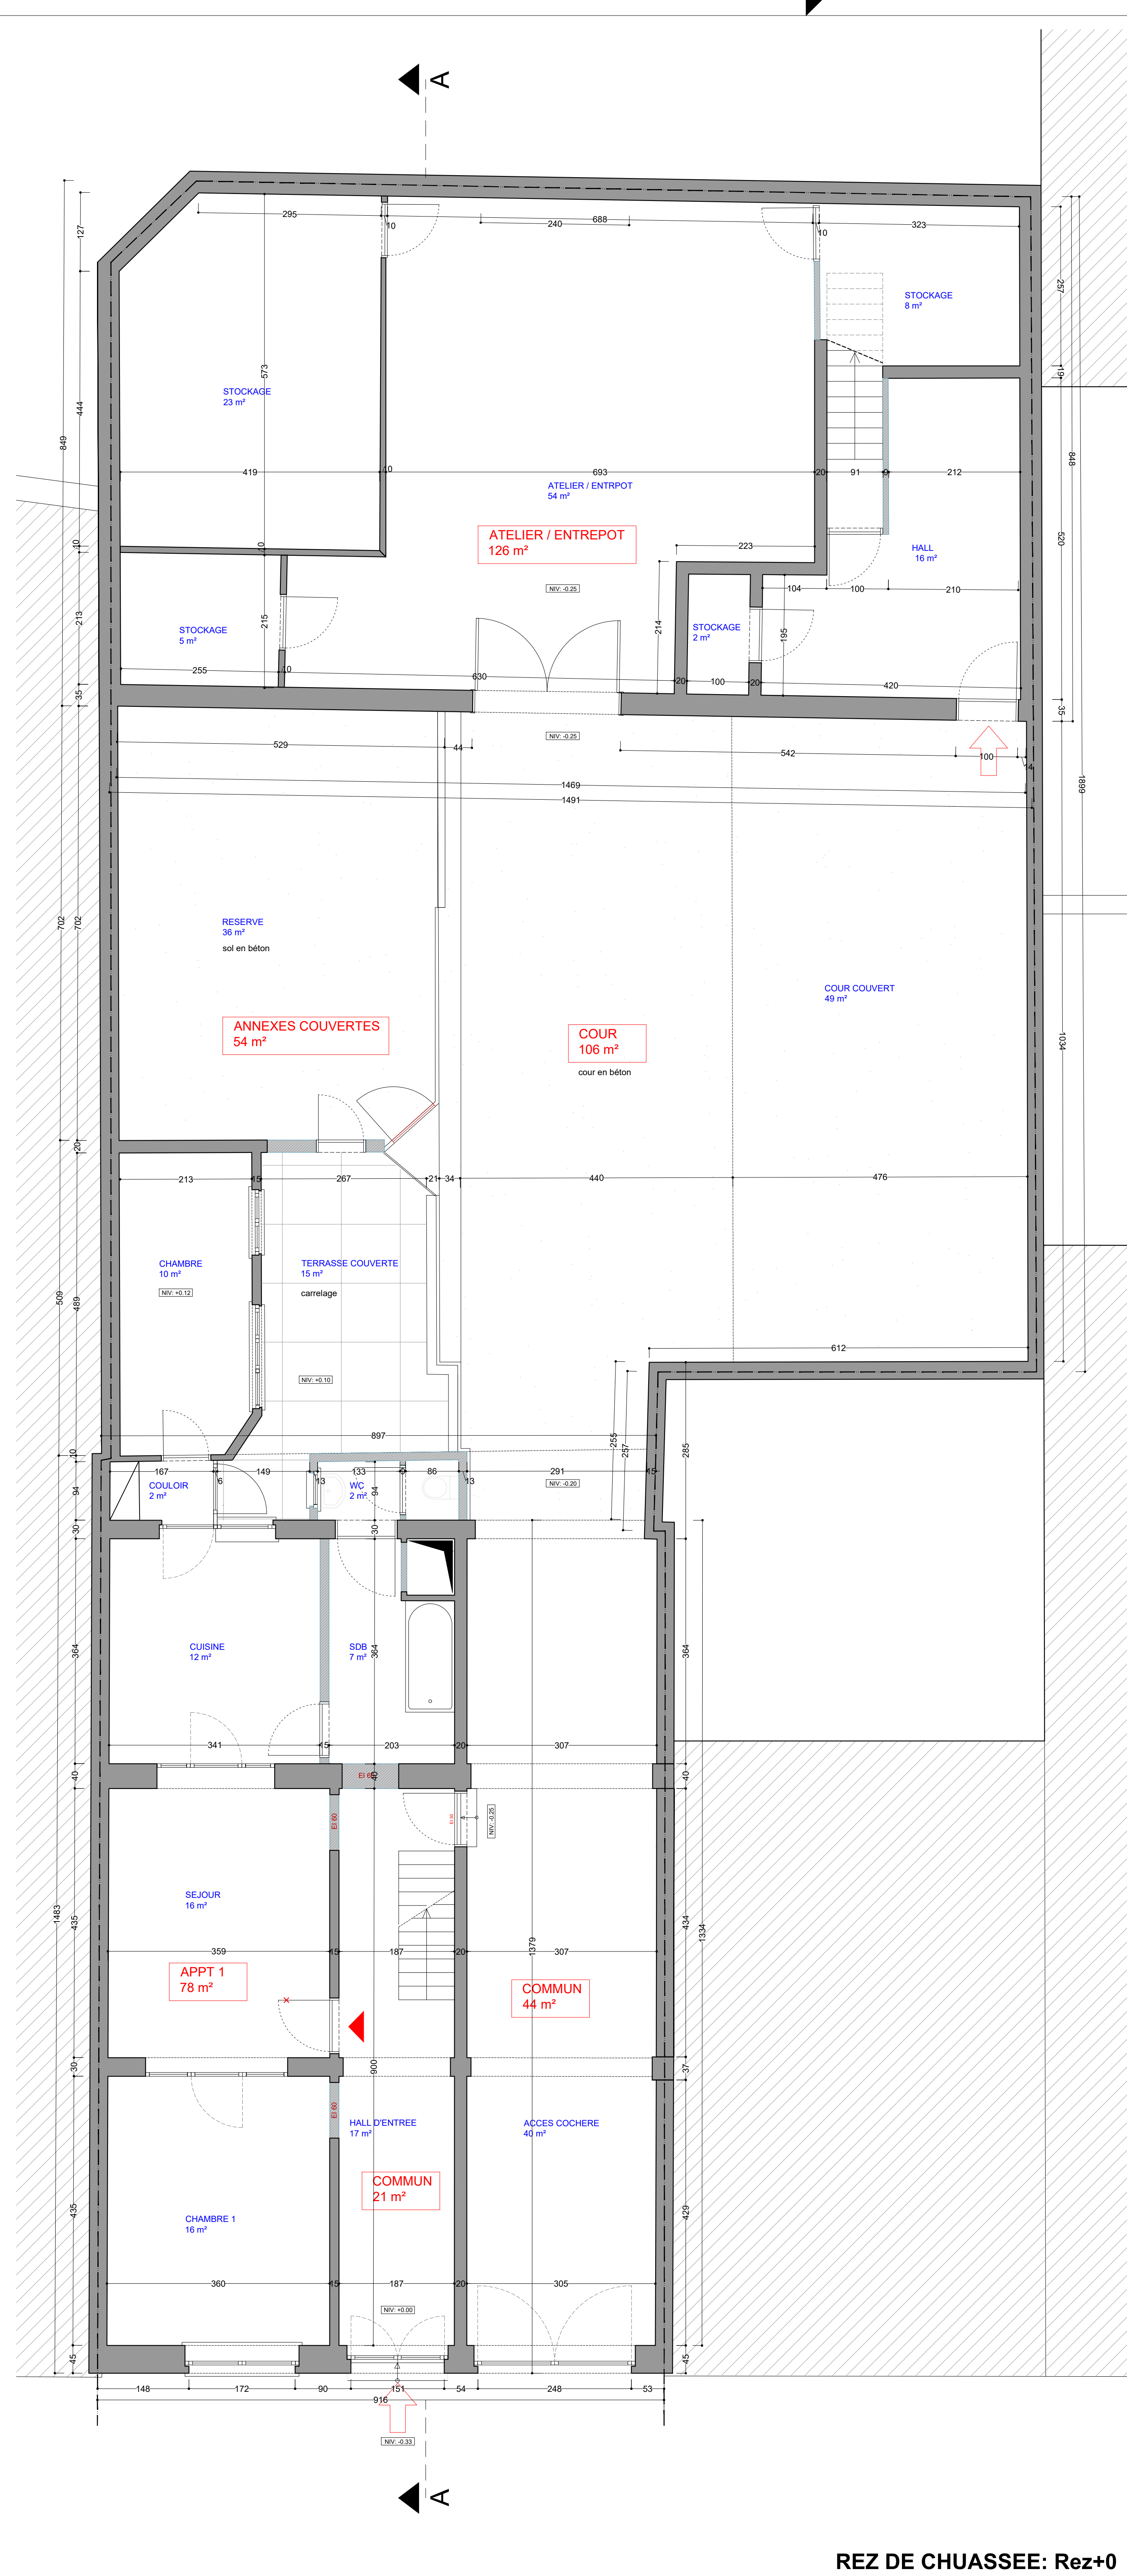 A
295
10
240
688
10
323
127
257
STOCKAGE
8 m²
573
19
STOCKAGE
23 m²
444
849
848
419
10
693
20
91
212
ATELIER / ENTRPOT
54 m²
ATELIER / ENTREPOT
126 m²
10
10
223
HALL
16 m²
520
NIV: -0.25
104
100
210
213
215
214
195
STOCKAGE
5 m²
STOCKAGE
2 m²
255
10
630
20
100
20
420
35
35
NIV: -0.25
529
44
542
100
14
1469
1491
1899
702
702
RESERVE
36 m²
sol en béton
COUR COUVERT
49 m²
ANNEXES COUVERTES
54 m²
COUR
106 m²
cour en béton
1034
20
213
15
267
21
34
440
476
CHAMBRE
10 m²
NIV: +0.12
TERRASSE COUVERTE
15 m²
carrelage
509
489
612
NIV: +0.10
897
255
257
285
10
167
6
149
13
133
86
13
291
15
COULOIR
2 m²
WC
2 m²
NIV: -0.20
94
94
30
30
CUISINE
12 m²
SDB
7 m²
364
364
364
341
15
203
20
307
EI 60
40
40
40
EI 60
EI 30
NIV: -0.25
SEJOUR
16 m²
1483
435
434
1334
359
15
187
20
1379
307
APPT 1
78 m²
COMMUN
44 m²
30
900
37
EI 60
HALL D'ENTREE
17 m²
ACCES COCHERE
40 m²
COMMUN
21 m²
435
429
CHAMBRE 1
16 m²
360
15
187
20
305
NIV: +0.00
45
45
148
172
90
151
54
248
53
916
NIV: -0.33
A
REZ DE CHUASSEE: Rez+0